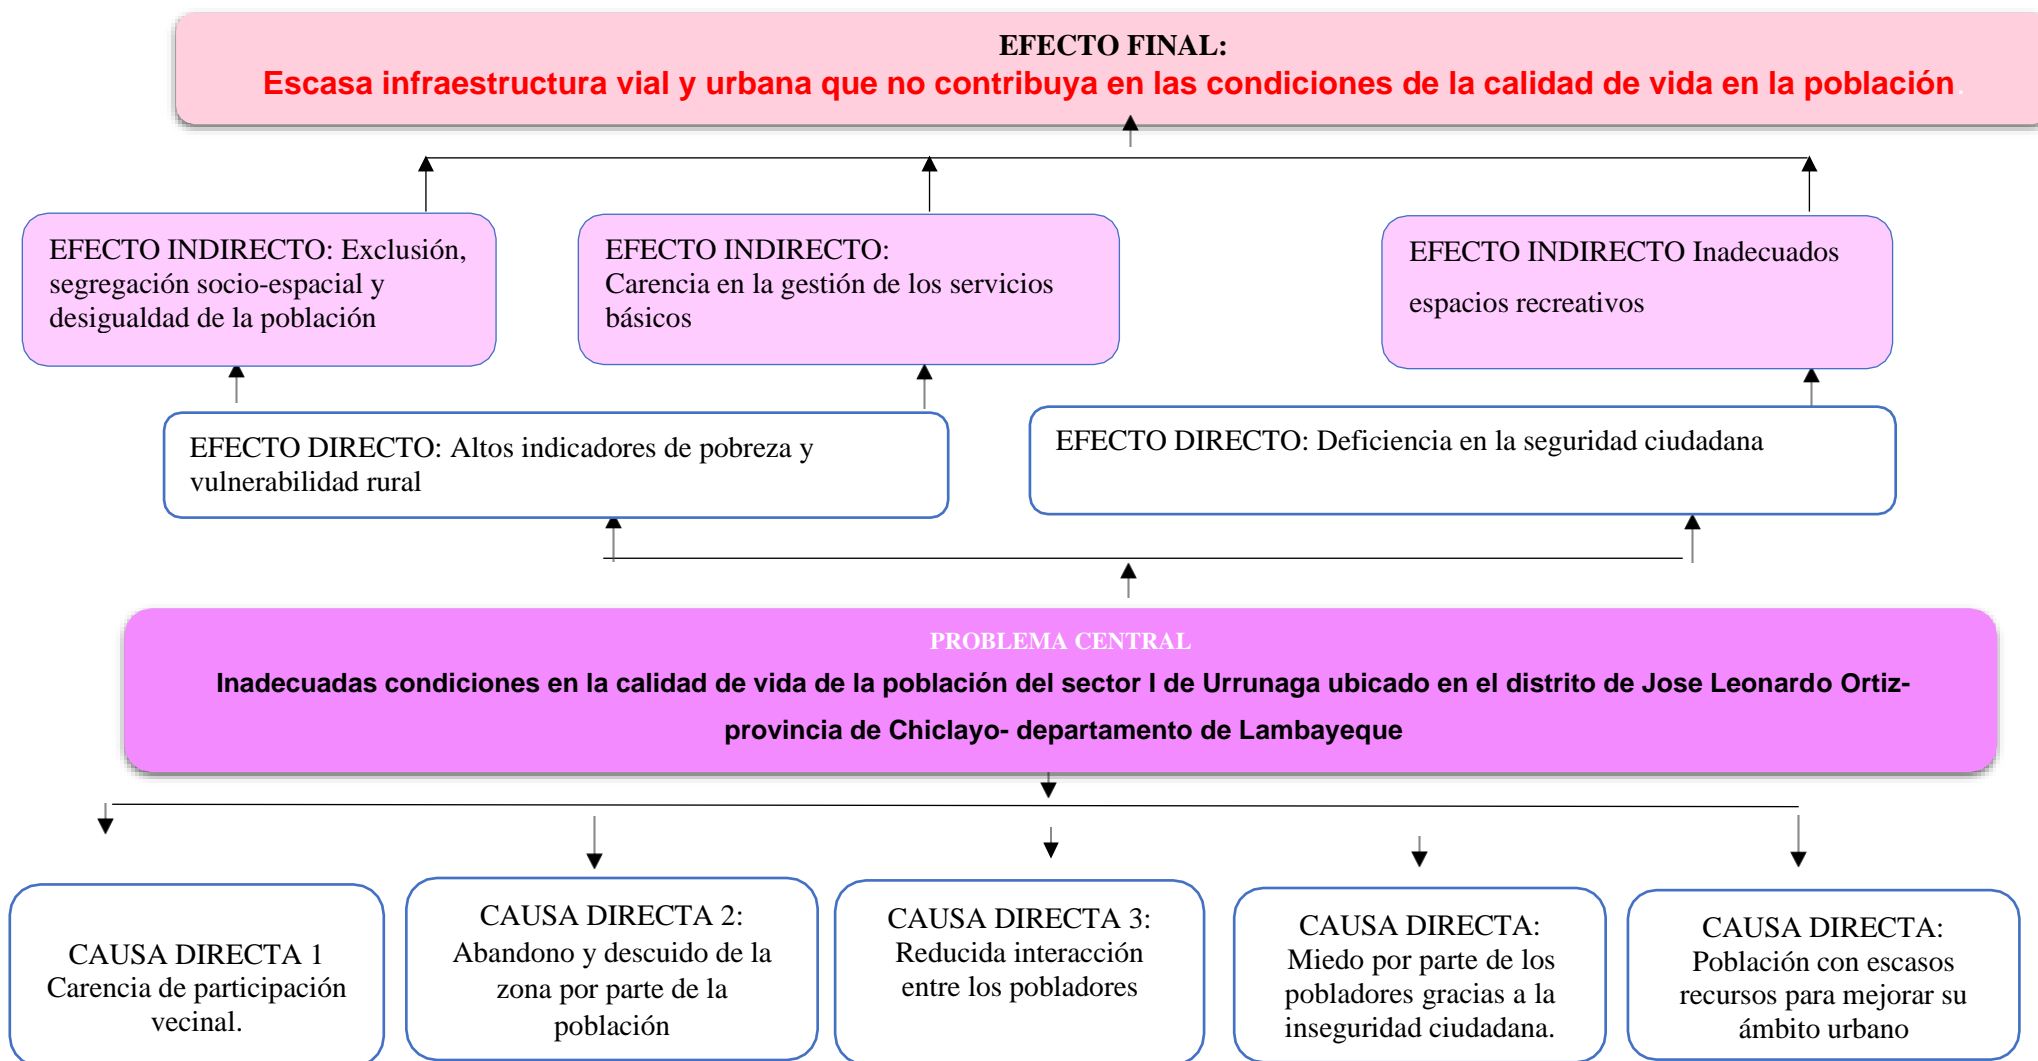 EFECTO FINAL:
Escasa infraestructura vial y urbana que no contribuya en las condiciones de la calidad de vida en la población.
EFECTO INDIRECTO: Exclusión,
segregación socio-espacial y
desigualdad de la población
EFECTO INDIRECTO:
Carencia en la gestión de los servicios
básicos
EFECTO INDIRECTO Inadecuados
espacios recreativos
EFECTO DIRECTO: Altos indicadores de pobreza y
vulnerabilidad rural
EFECTO DIRECTO: Deficiencia en la seguridad ciudadana
PROBLEMA CENTRAL
Inadecuadas condiciones en la calidad de vida de la población del sector I de Urrunaga ubicado en el distrito de Jose Leonardo Ortiz-
provincia de Chiclayo- departamento de Lambayeque
CAUSA DIRECTA 1
Carencia de participación
vecinal.
CAUSA DIRECTA 2:
Abandono y descuido de la
zona por parte de la
población
CAUSA DIRECTA 3:
Reducida interacción
entre los pobladores
CAUSA DIRECTA:
Miedo por parte de los
pobladores gracias a la
inseguridad ciudadana.
CAUSA DIRECTA:
Población con escasos
recursos para mejorar su
ámbito urbano